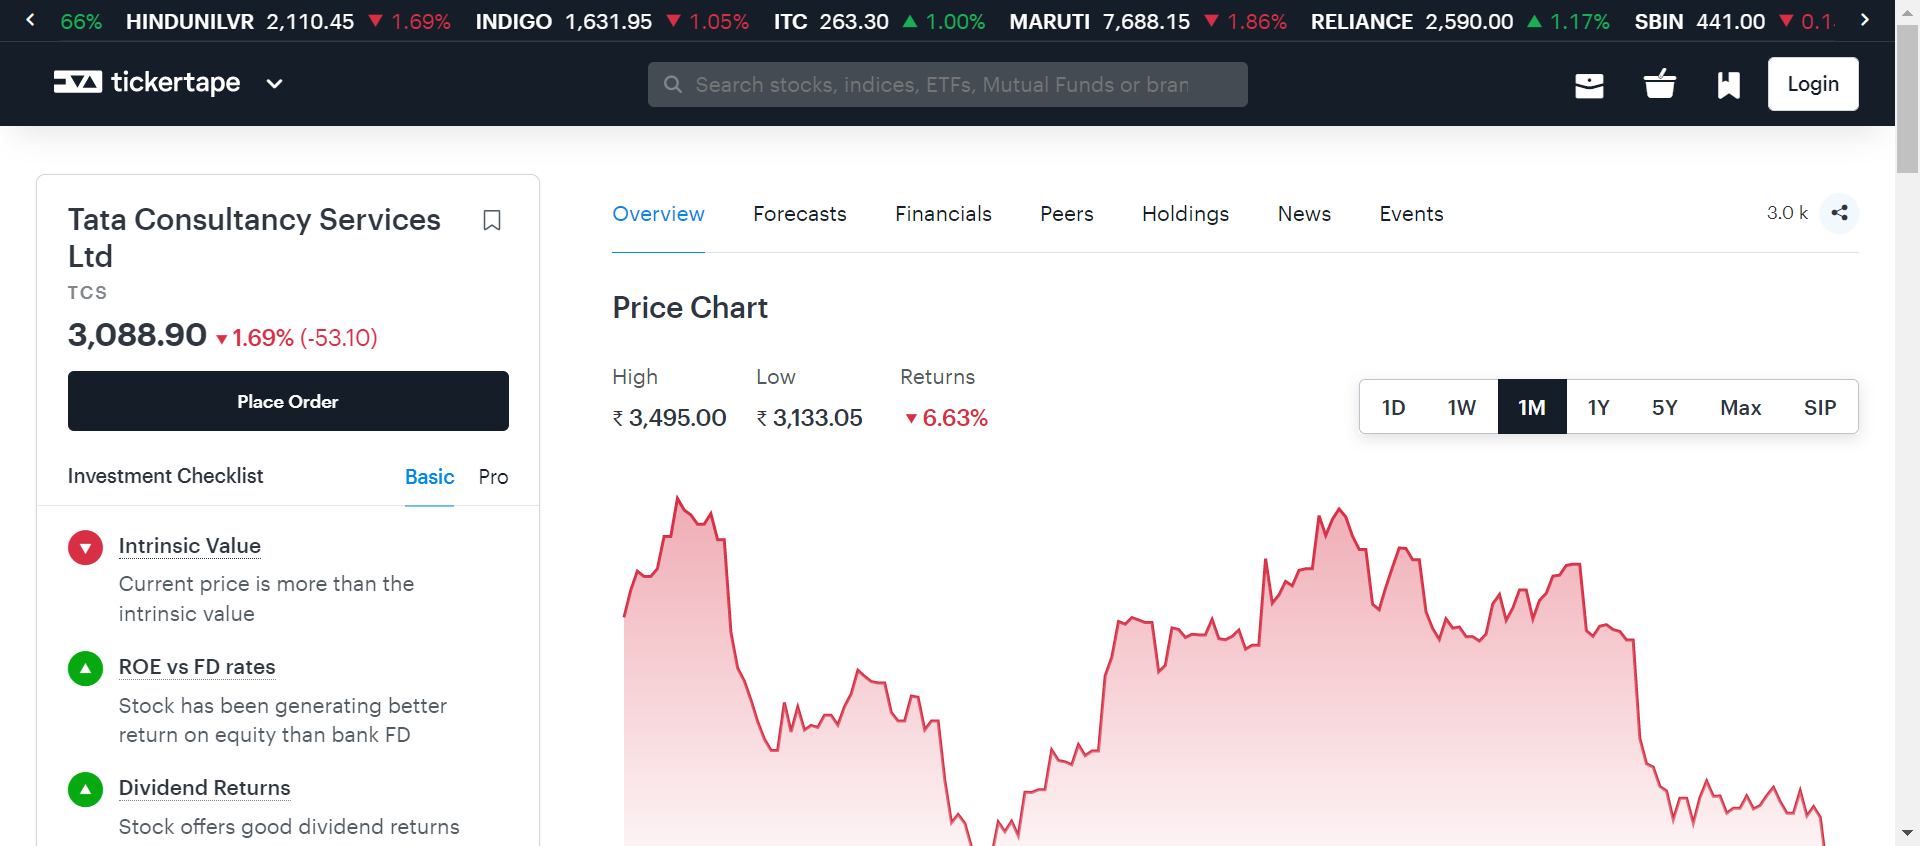 66% HINDUNILVR 2,110.45 ▼ 1.69% INDIGO 1,631.95 ▼ 1.05% ITC 263.30 ▲ 1.00% MARUTI 7,688.15 ▼ 1.86% RELIANCE 2,590.00 ▲ 1.17% SBIN 441.00 ▼ 0.1
tickertape
Search stocks, indices, ETFs, Mutual Funds or bran
Login
Tata Consultancy Services
Ltd
TCS
3,088.90 ▼ 1.69% (-53.10)
Place Order
Investment Checklist Basic Pro
Intrinsic Value
Current price is more than the
intrinsic value
ROE vs FD rates
Stock has been generating better
return on equity than bank FD
Dividend Returns
Stock offers good dividend returns
Overview Forecasts Financials Peers Holdings News Events 3.0 k
Price Chart
High Low Returns
₹ 3,495.00 ₹ 3,133.05 ▼ 6.63%
1D 1W 1M 1Y 5Y Max SIP